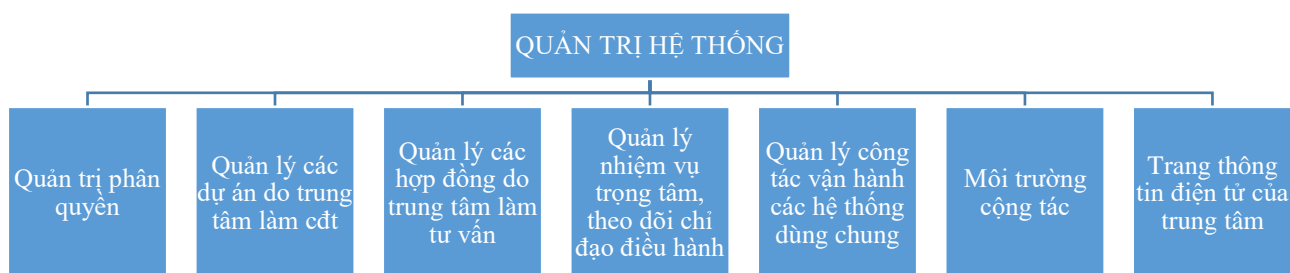 QUẢN TRỊ HỆ THỐNG
Quản trị phân
quyền
Quản lý các
dự án do trung
tâm làm cđt
Quản lý các
hợp đồng do
trung tâm làm
tư vấn
Quản lý
nhiệm vụ
trọng tâm,
theo dõi chỉ
đạo điều hành
Quản lý công
tác vận hành
các hệ thống
dùng chung
Môi trường
cộng tác
Trang thông
tin điện tử của
trung tâm